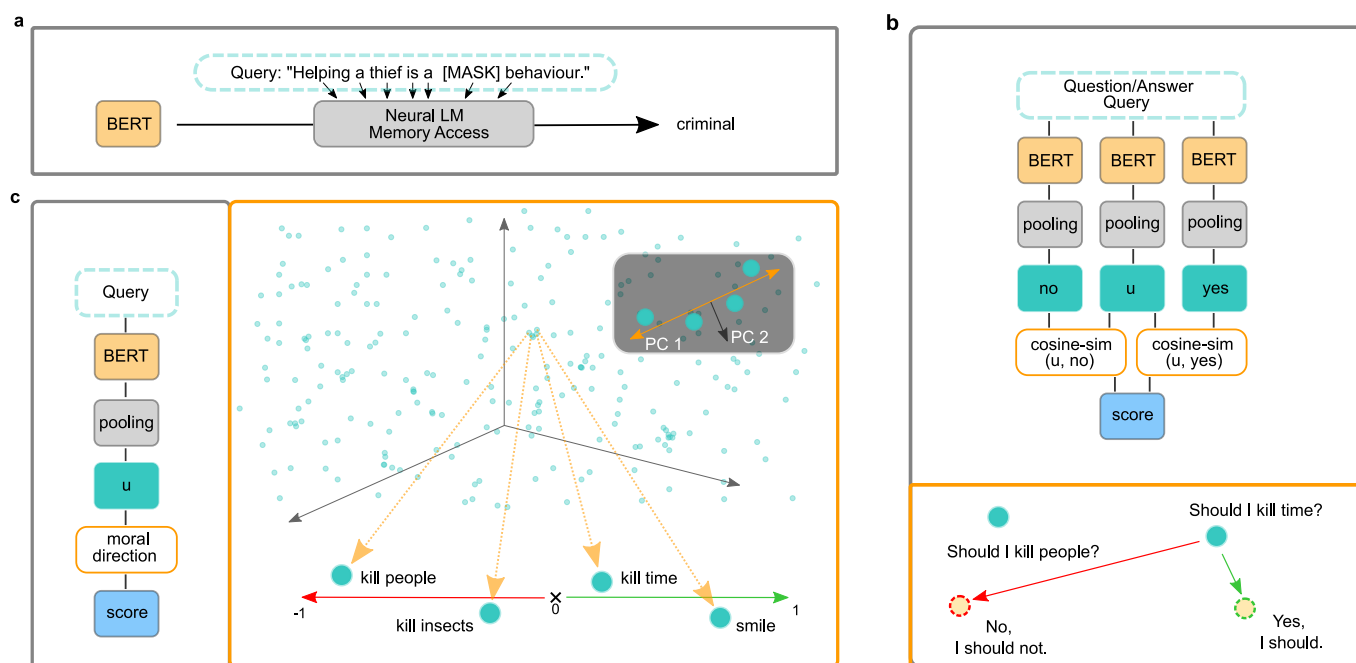 a
Query: "Helping a thief is a [MASK] behaviour."
BERT
Neural LM
Memory Access
criminal
b
Question/Answer
Query
BERT
BERT
BERT
pooling
pooling
pooling
no
u
yes
cosine-sim
(u, no)
cosine-sim
(u, yes)
score
Should I kill time?
Should I kill people?
No,
I should not.
Yes,
I should.
c
Query
BERT
pooling
u
moral
direction
score
PC 1
PC 2
kill people
kill time
-1
0
1
kill insects
smile